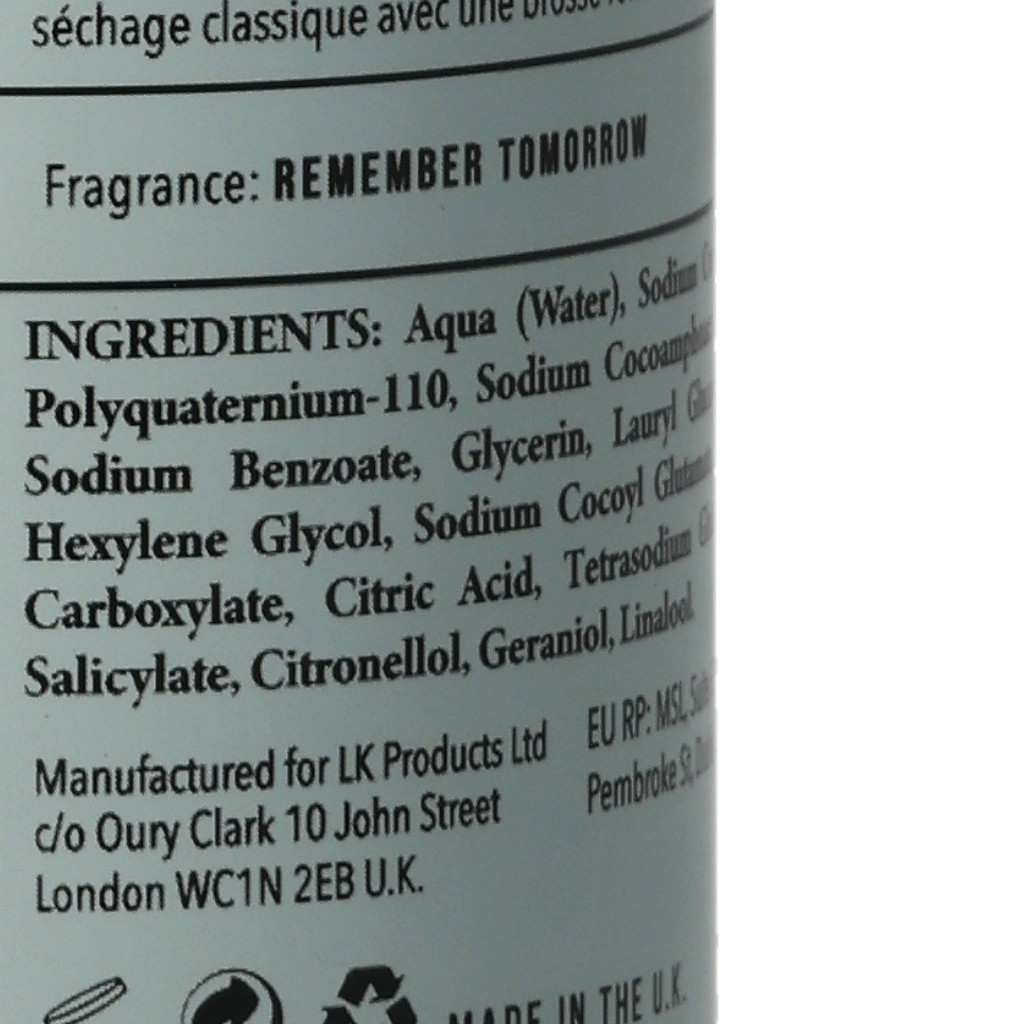 séchage classique avec une brosse
Fragrance: REMEMBER TOMORROW
INGREDIENTS: Aqua (Water), Sodium
Polyquaternium-110, Sodium
Sodium Benzoate, Glycerin, Lauryl
Hexylene Glycol, Sodium Cocoyl
Carboxylate, Citric Acid, Tetrasodium
Salicylate, Citronellol, Geraniol, Linalool.
Manufactured for LK Products Ltd
c/o Oury Clark 10 John Street
London WC1N 2EB U.K.
EU RP: MSL,
Pembroke St,
MADE IN THE U.K.